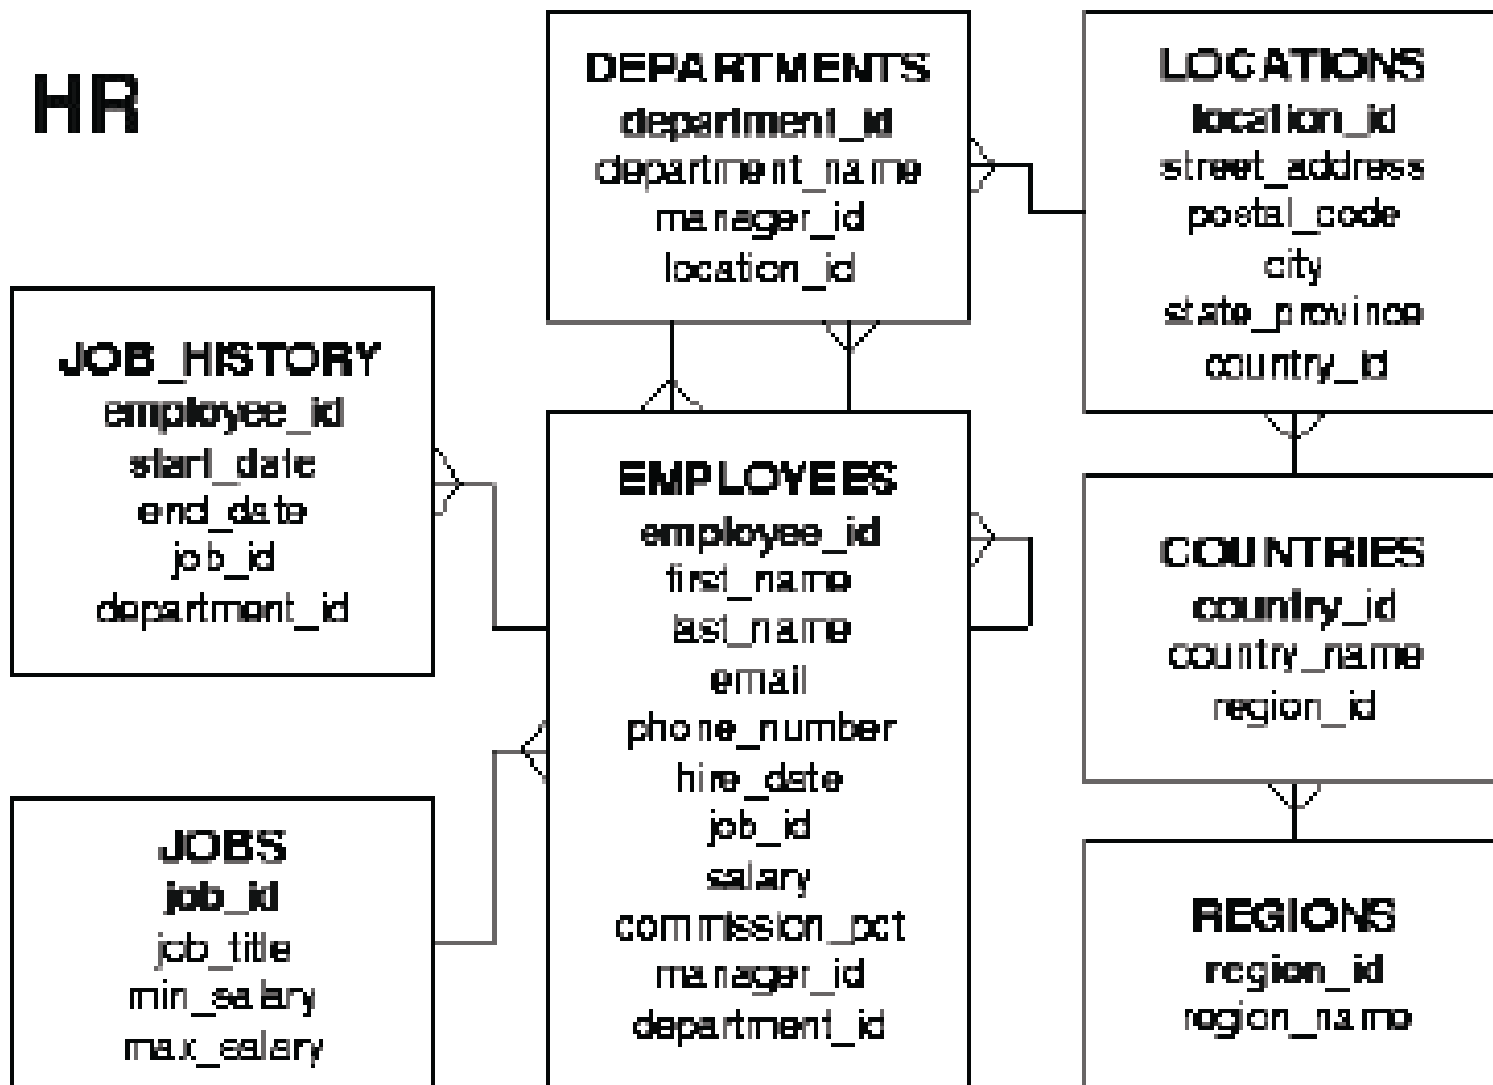 HR
DEPARTMENTS
department_id
department_name
manager_id
location_id
LOCATIONS
location_id
street_address
postal_code
city
state_province
country_id
JOB_HISTORY
employee_id
start_date
end_date
job_id
department_id
EMPLOYEES
employee_id
first_name
last_name
email
phone_number
hire_date
job_id
salary
commission_pct
manager_id
department_id
COUNTRIES
country_id
country_name
region_id
JOBS
job_id
job_title
min_salary
max_salary
REGIONS
region_id
region_name